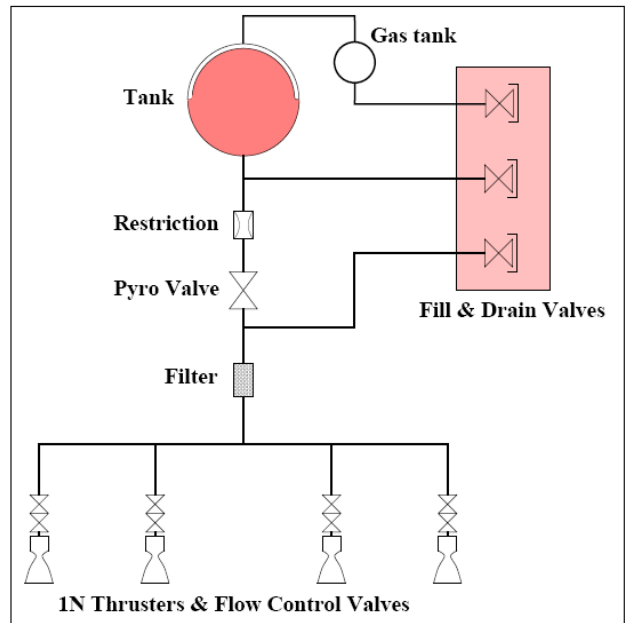 Gas tank
Tank
Restriction
Pyro Valve
Fill & Drain Valves
Filter
1N Thrusters & Flow Control Valves